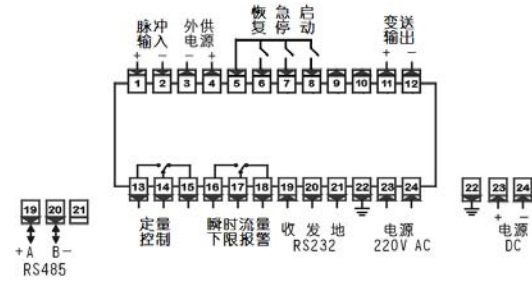 恢复 急停 启动
脉冲输入 外供电源 变送输出
+ − − + + −
1 2 3 4 5 6 7 8 9 10 11 12
13 14 15 16 17 18 19 20 21 22 23 24
定量控制 瞬时流量下限报警 收 发 地 电源
RS232 220V AC
19 20 21
+A B−
RS485
22 23 24
+ −
电源
DC